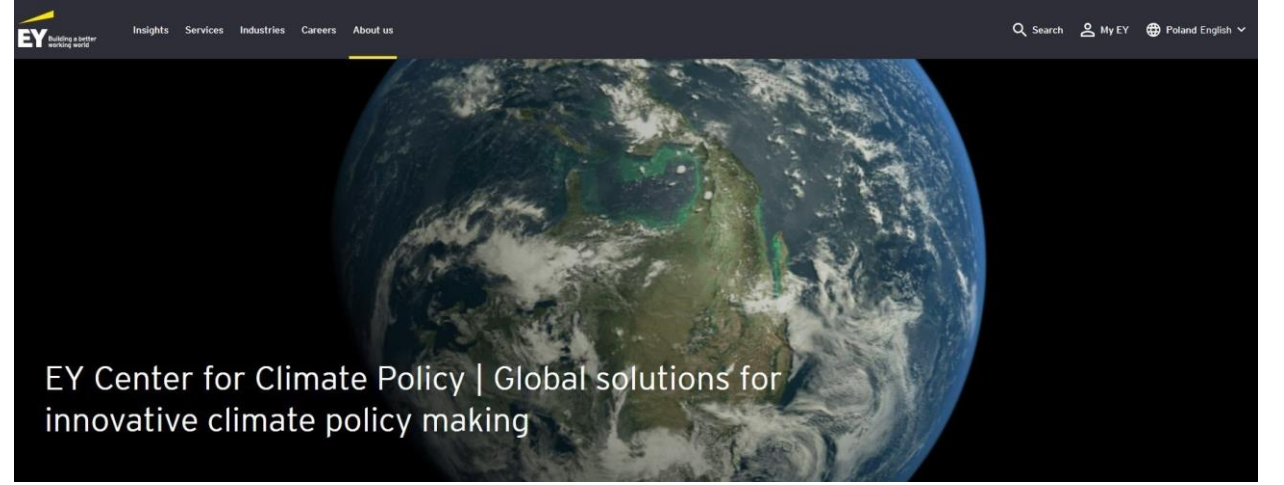 EY Building a better working world
Insights Services Industries Careers About us
Search My EY Poland English
EY Center for Climate Policy | Global solutions for
innovative climate policy making